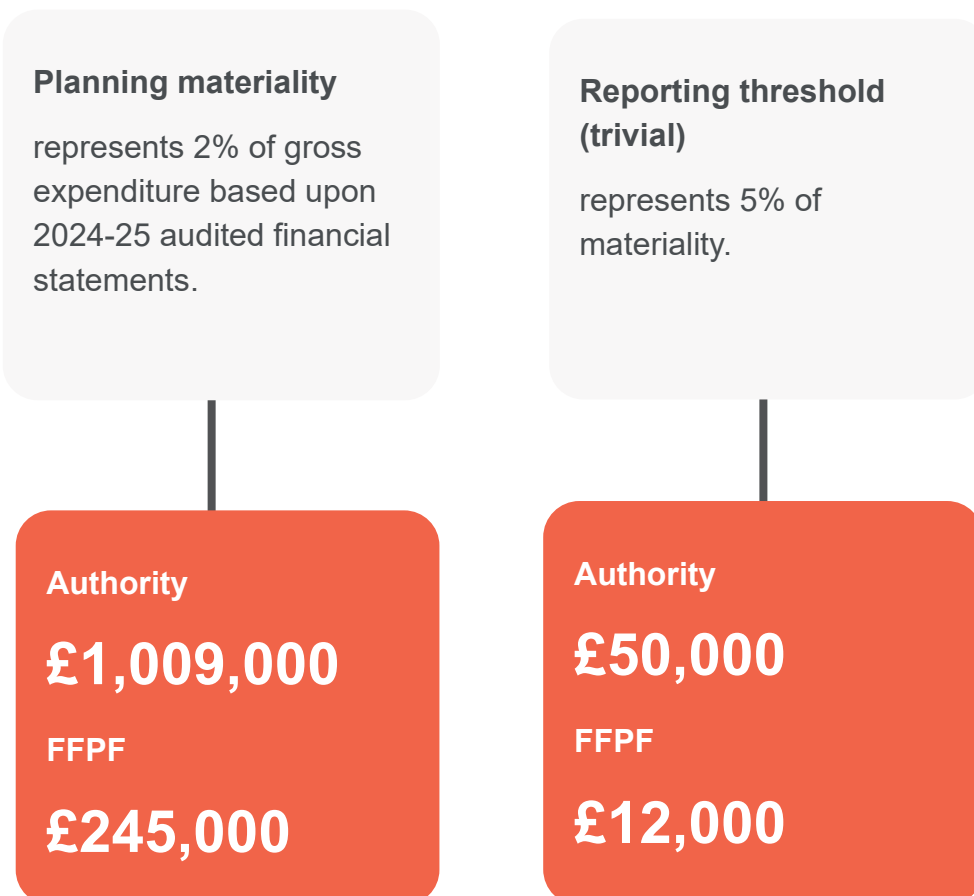 Planning materiality
represents 2% of gross
expenditure based upon
2024-25 audited financial
statements.
Authority
£1,009,000
FFPF
£245,000
Reporting threshold
(trivial)
represents 5% of
materiality.
Authority
£50,000
FFPF
£12,000